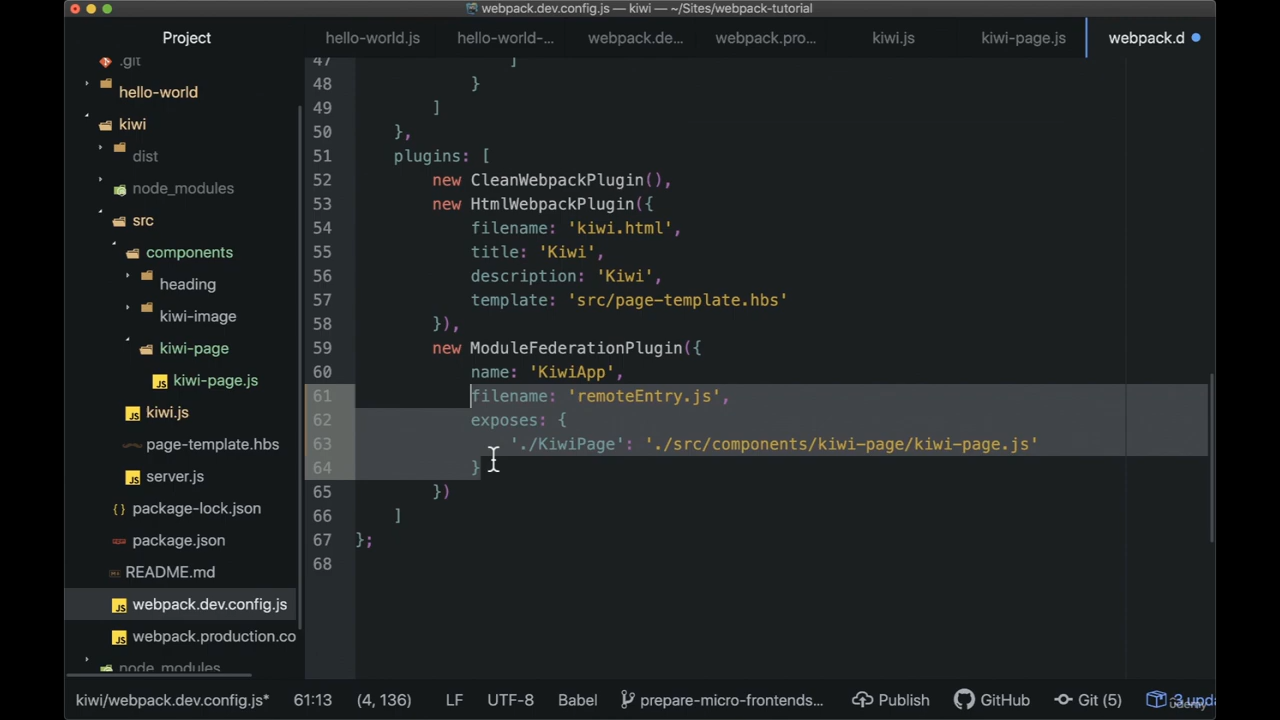 webpack.dev.config.js — kiwi — ~/Sites/webpack-tutorial
Project
hello-world.js
hello-world-...
webpack.de...
webpack.pro...
kiwi.js
kiwi-page.js
webpack.d
.git
hello-world
kiwi
dist
node_modules
src
components
heading
kiwi-image
kiwi-page
kiwi-page.js
kiwi.js
page-template.hbs
server.js
package-lock.json
package.json
README.md
webpack.dev.config.js
webpack.production.co
node_modules
47 ]
48 }
49 ]
50 },
51 plugins: [
52 new CleanWebpackPlugin(),
53 new HtmlWebpackPlugin({
54 filename: 'kiwi.html',
55 title: 'Kiwi',
56 description: 'Kiwi',
57 template: 'src/page-template.hbs'
58 }),
59 new ModuleFederationPlugin({
60 name: 'KiwiApp',
61 filename: 'remoteEntry.js',
62 exposes: {
63 './KiwiPage': './src/components/kiwi-page/kiwi-page.js'
64 }
65 })
66 ]
67 };
68
kiwi/webpack.dev.config.js* 61:13 (4, 136) LF UTF-8 Babel prepare-micro-frontends... Publish GitHub Git (5) 3 upda